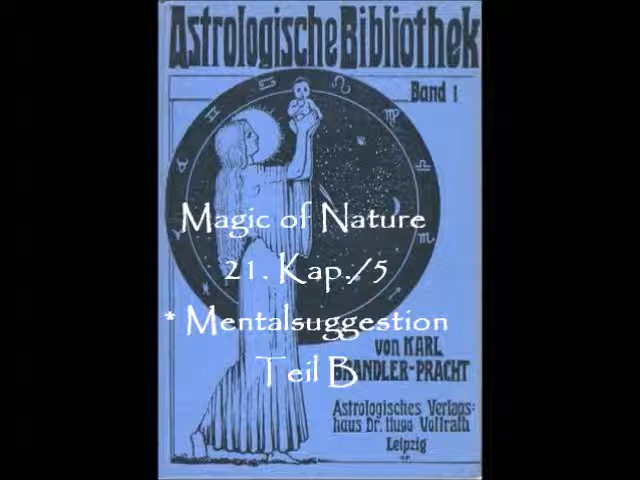 Astrologische Bibliothek
Band 1
Magic of Nature
21. Kap./5
* Mentalsuggestion
Teil B
von KARL
BRANDLER-PRACHT
Astrologisches Verlags=
haus Dr. Hugo Vollrath
Leipzig